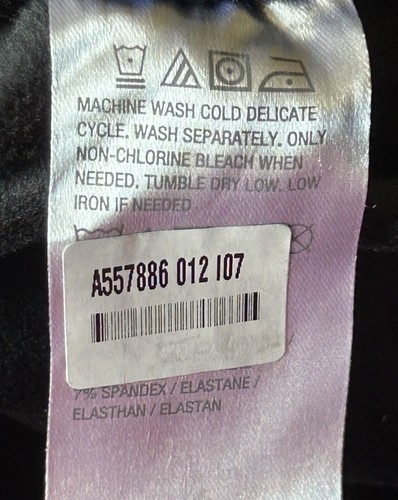 MACHINE WASH COLD DELICATE
CYCLE. WASH SEPARATELY. ONLY
NON-CHLORINE BLEACH WHEN
NEEDED. TUMBLE DRY LOW. LOW
IRON IF NEEDED
A557886 012 I07
7% SPANDEX / ELASTANE /
ELASTHAN / ELASTAN